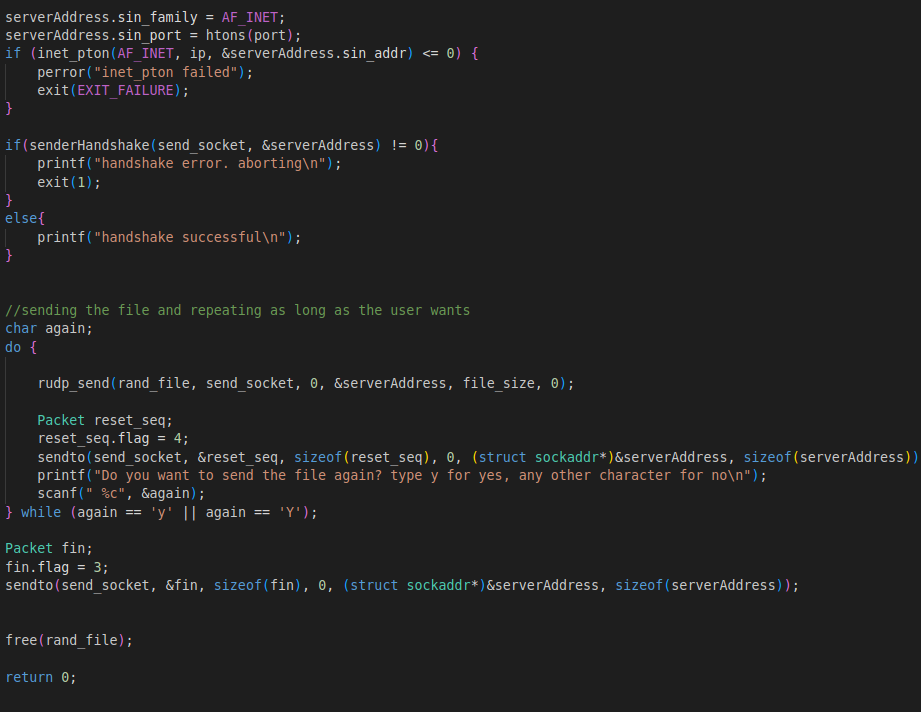 serverAddress.sin_family = AF_INET;
serverAddress.sin_port = htons(port);
if (inet_pton(AF_INET, ip, &serverAddress.sin_addr) <= 0) {
    perror("inet_pton failed");
    exit(EXIT_FAILURE);
}

if(senderHandshake(send_socket, &serverAddress) != 0){
    printf("handshake error. aborting\n");
    exit(1);
}
else{
    printf("handshake successful\n");
}


//sending the file and repeating as long as the user wants
char again;
do {

    rudp_send(rand_file, send_socket, 0, &serverAddress, file_size, 0);

    Packet reset_seq;
    reset_seq.flag = 4;
    sendto(send_socket, &reset_seq, sizeof(reset_seq), 0, (struct sockaddr*)&serverAddress, sizeof(serverAddress))
    printf("Do you want to send the file again? type y for yes, any other character for no\n");
    scanf(" %c", &again);
} while (again == 'y' || again == 'Y');

Packet fin;
fin.flag = 3;
sendto(send_socket, &fin, sizeof(fin), 0, (struct sockaddr*)&serverAddress, sizeof(serverAddress));


free(rand_file);

return 0;